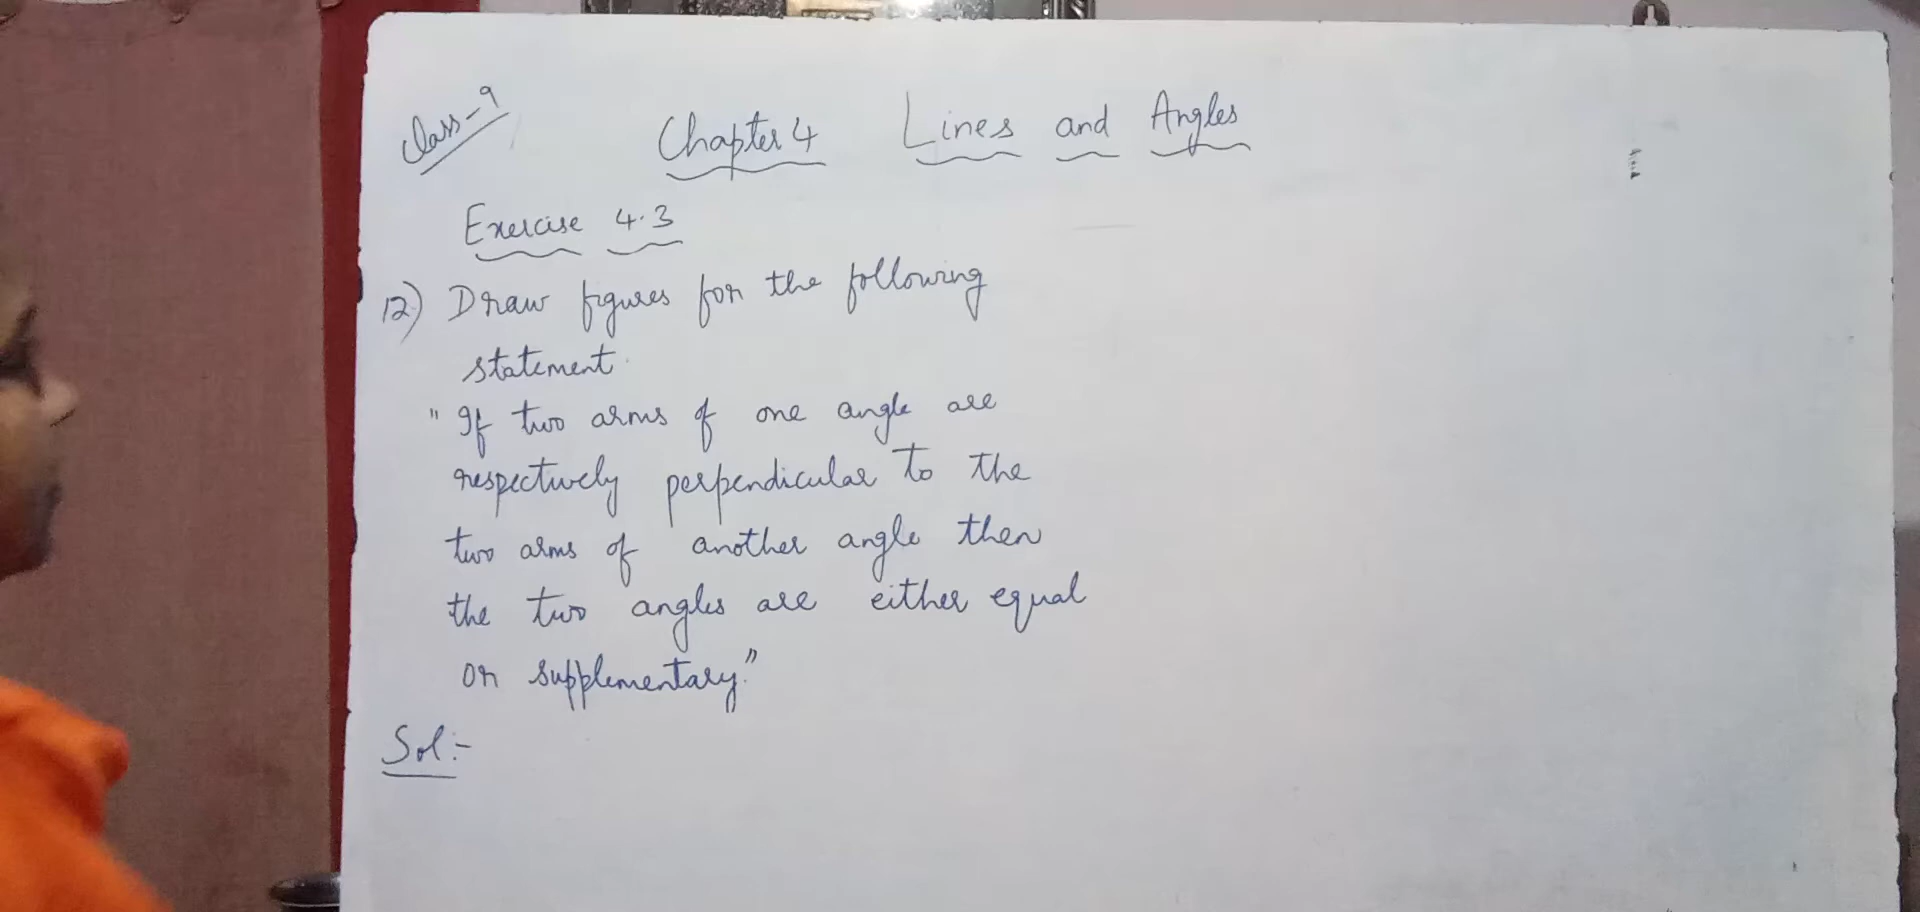 Class-9
Chapter 4 Lines and Angles
Exercise 4.3
12) Draw figures for the following
statement.
"If two arms of one angle are
respectively perpendicular to the
two arms of another angle then
the two angles are either equal
or supplementary."
Sol:-